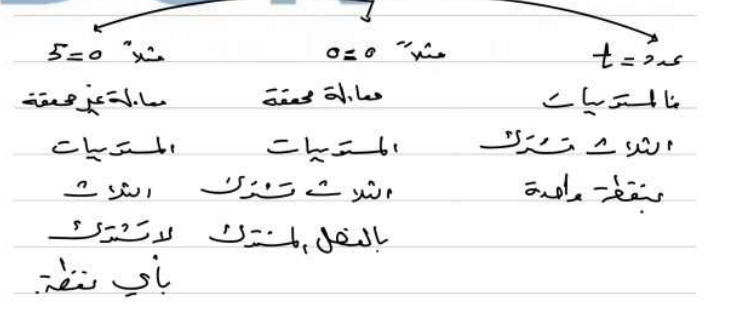 t = عدد
فالمستويات
الثلاث تشترك
بنقطة واحدة
مثلاً 0=0
معادلة محققة
المستويات
الثلاث تشترك
بالفصل المشترك
مثلاً 5=0
معادلة غير محققة
المستويات
الثلاث
لا تشترك
بأي نقطة.